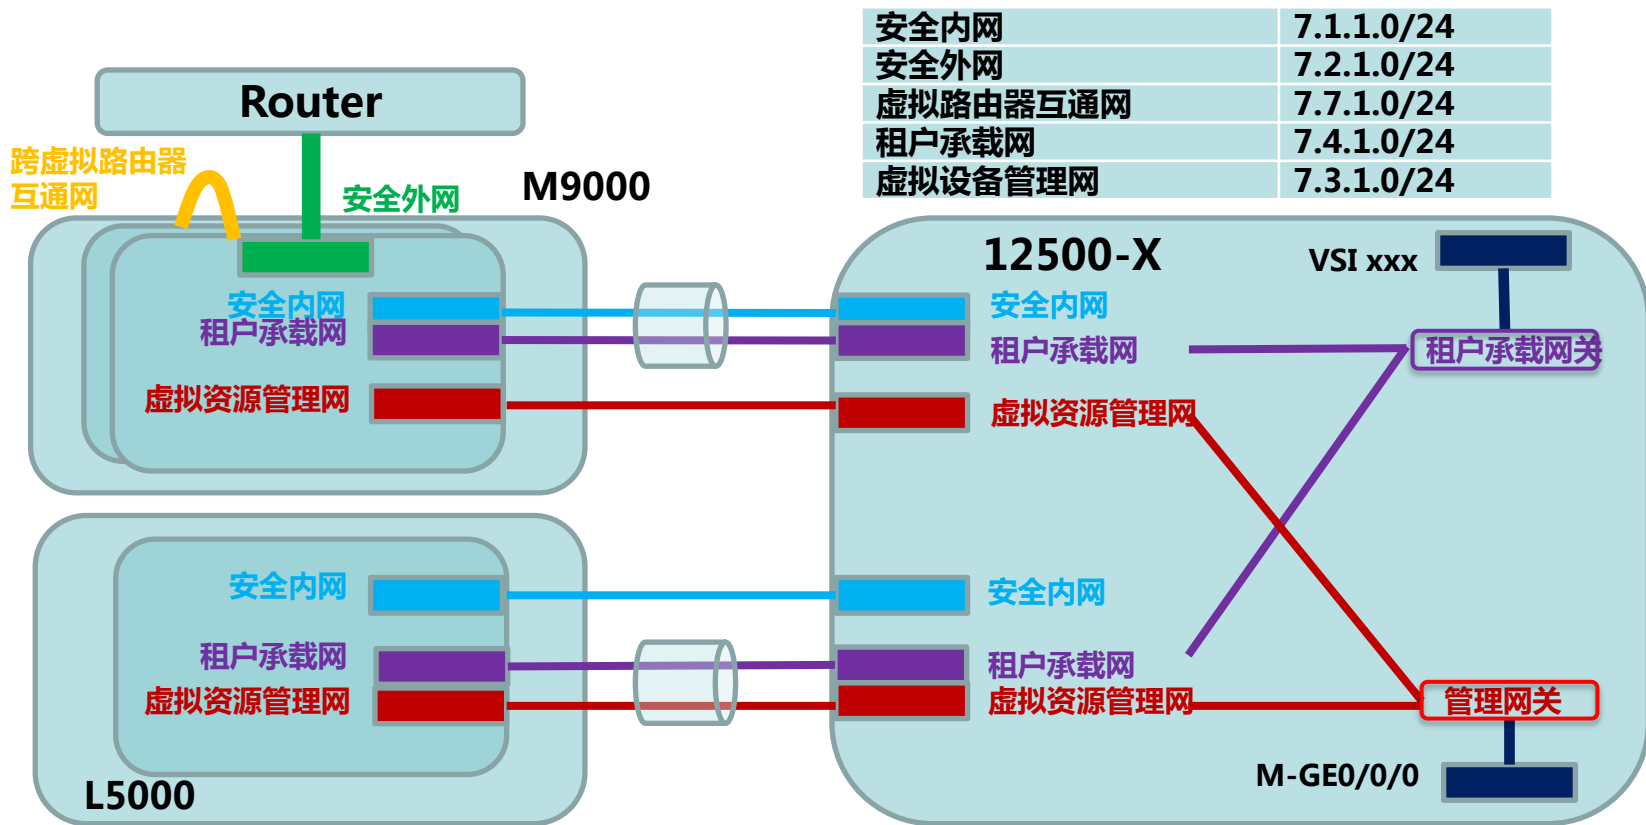 安全内网 7.1.1.0/24
安全外网 7.2.1.0/24
虚拟路由器互通网 7.7.1.0/24
租户承载网 7.4.1.0/24
虚拟设备管理网 7.3.1.0/24
Router
跨虚拟路由器
互通网
安全外网
M9000
安全内网
租户承载网
虚拟资源管理网
12500-X
VSI xxx
安全内网
租户承载网
租户承载网关
虚拟资源管理网
安全内网
租户承载网
虚拟资源管理网
L5000
安全内网
租户承载网
虚拟资源管理网
管理网关
M-GE0/0/0